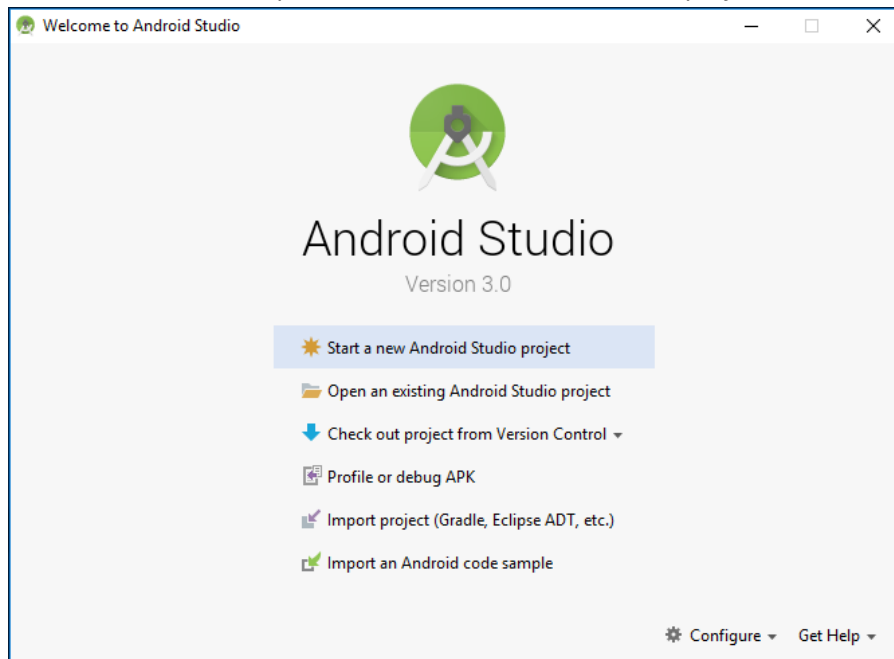 Welcome to Android Studio
Android Studio
Version 3.0
Start a new Android Studio project
Open an existing Android Studio project
Check out project from Version Control
Profile or debug APK
Import project (Gradle, Eclipse ADT, etc.)
Import an Android code sample
Configure Get Help